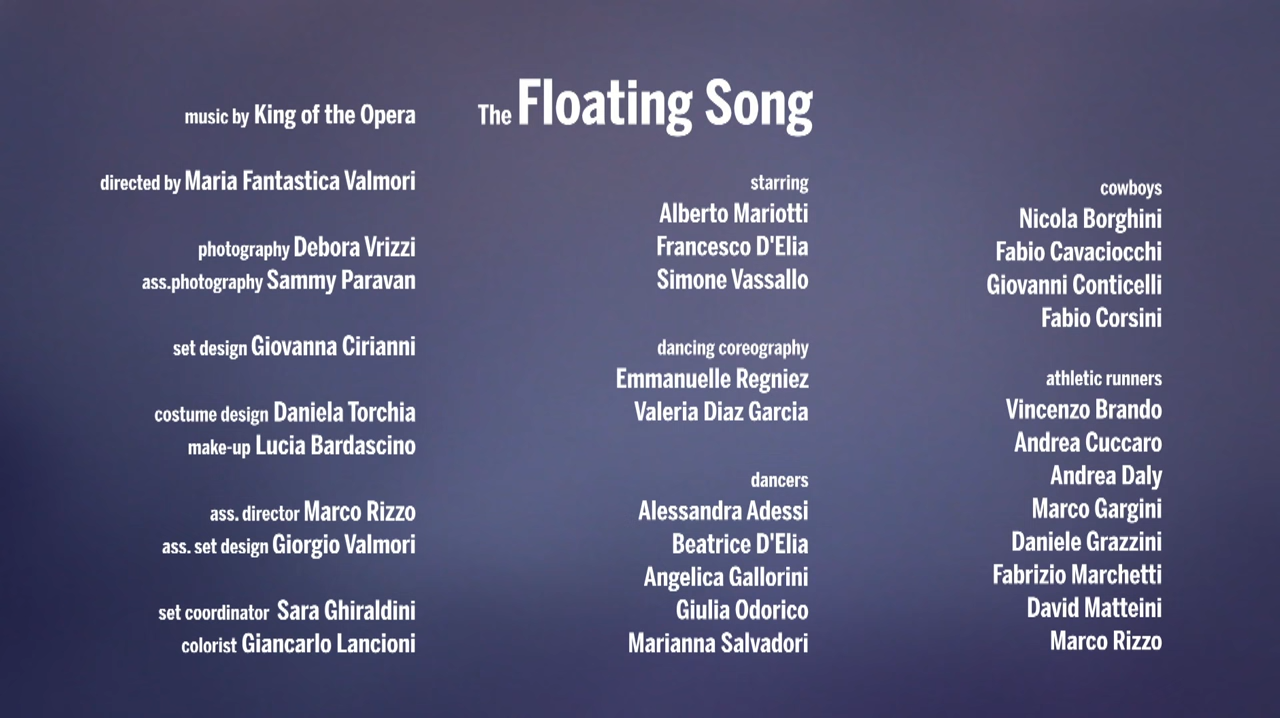 The Floating Song
music by King of the Opera
directed by Maria Fantastica Valmori
photography Debora Vrizzi
ass.photography Sammy Paravan
set design Giovanna Cirianni
costume design Daniela Torchia
make-up Lucia Bardascino
ass. director Marco Rizzo
ass. set design Giorgio Valmori
set coordinator Sara Ghiraldini
colorist Giancarlo Lancioni
starring
Alberto Mariotti
Francesco D'Elia
Simone Vassallo
dancing coreography
Emmanuelle Regniez
Valeria Diaz Garcia
dancers
Alessandra Adessi
Beatrice D'Elia
Angelica Gallorini
Giulia Odorico
Marianna Salvadori
cowboys
Nicola Borghini
Fabio Cavaciocchi
Giovanni Conticelli
Fabio Corsini
athletic runners
Vincenzo Brando
Andrea Cuccaro
Andrea Daly
Marco Gargini
Daniele Grazzini
Fabrizio Marchetti
David Matteini
Marco Rizzo